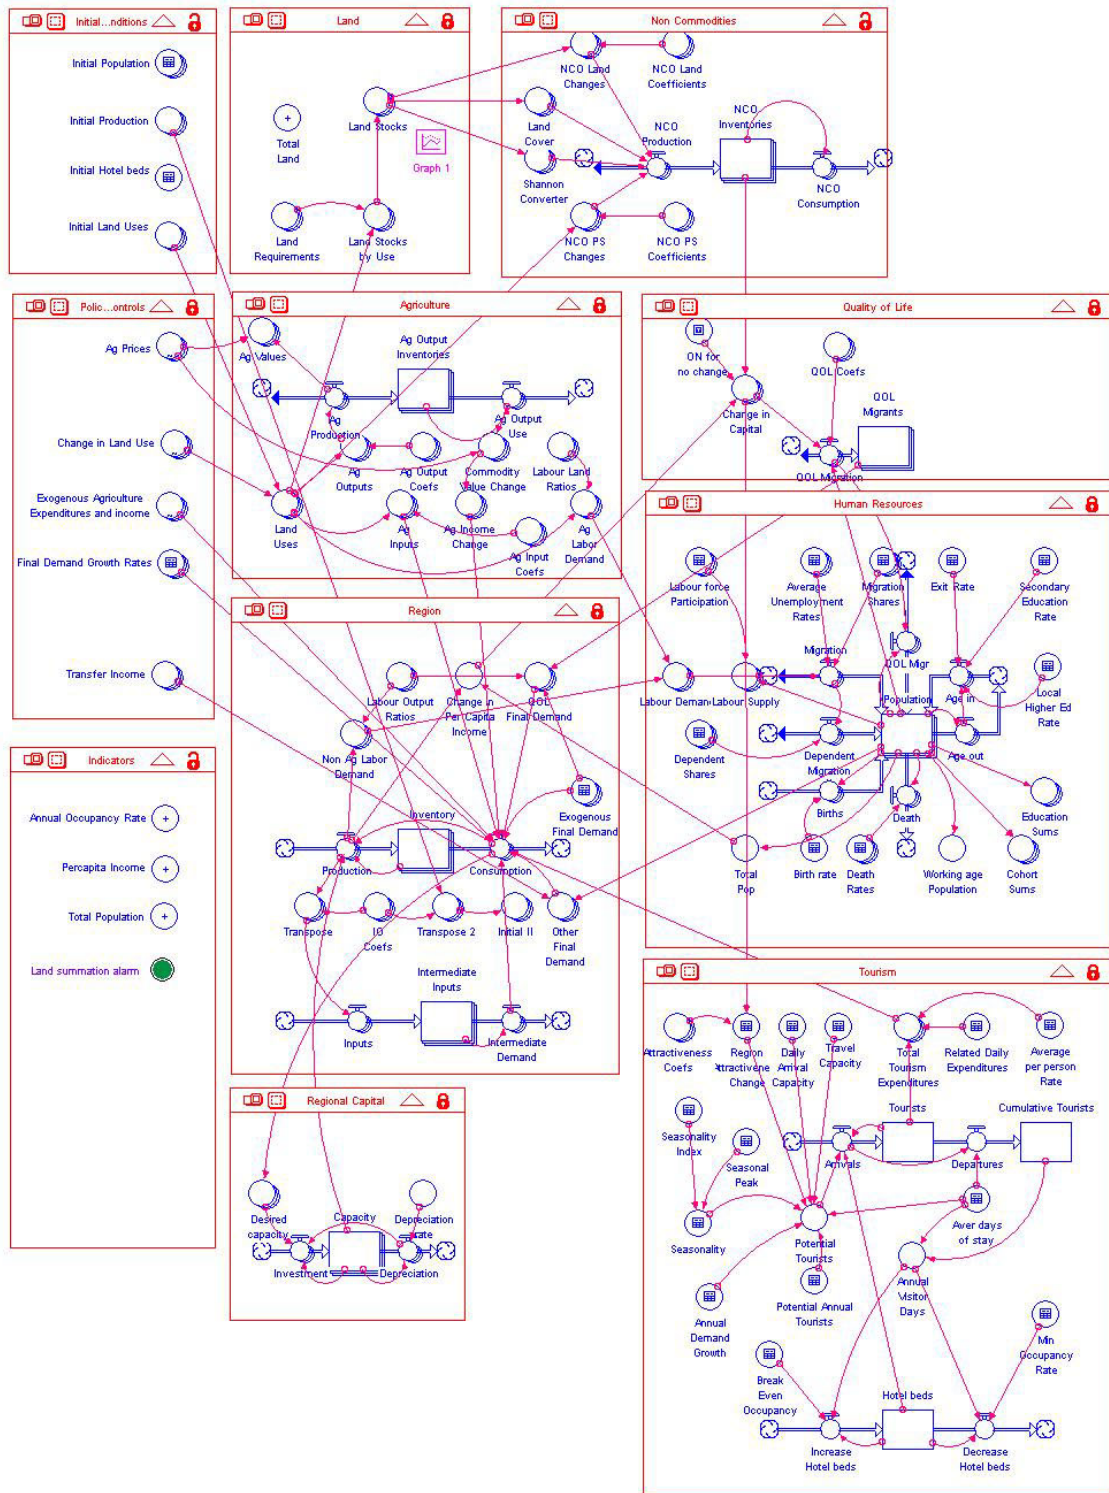 Initial...nditions
Initial Population
Initial Production
Initial Hotel beds
Initial Land Uses
Land
Land Stocks
Total
Land
Graph 1
Land
Requirements
Land Stocks
by Use
Non Commodities
NCO Land
Changes
NCO Land
Coefficients
Land
Cover
NCO
Production
NCO
Inventories
Shannon
Converter
NCO
Consumption
NCO PS
Changes
NCO PS
Coefficients
Polic...ontrols
Ag Prices
Change in Land Use
Exogenous Agriculture
Expenditures and income
Final Demand Growth Rates
Transfer Income
Agriculture
Ag Values
Ag Output
Inventories
Ag
Production
Ag Output
Use
Ag
Outputs
Ag Output
Coefs
Commodity
Value Change
Labour Land
Ratios
Land
Uses
Ag
Inputs
Ag Income
Change
Ag Input
Coefs
Ag
Labor
Demand
Quality of Life
ON for
no change
QOL Coefs
Change in
Capital
QOL
Migrants
QOL Migration
Human Resources
Labour force
Participation
Average
Unemployment
Rates
Migration
Shares
Exit Rate
Secondary
Education
Rate
Migration
QOL Migr
Labour Deman
Labour Supply
Population
Age in
Local
Higher Ed
Rate
Dependent
Shares
Dependent
Migration
Age out
Births
Death
Education
Sums
Total
Pop
Birth rate
Death
Rates
Working age
Population
Cohort
Sums
Region
Labour Output
Ratios
Change in
Per Capita
Income
QOL
Final Demand
Non Ag Labor
Demand
Exogenous
Final Demand
Inventory
Production
Consumption
Transpose
IO
Coefs
Transpose 2
Initial II
Other
Final
Demand
Intermediate
Inputs
Inputs
Intermediate
Demand
Indicators
Annual Occupancy Rate
Percapita Income
Total Population
Land summation alarm
Regional Capital
Desired
capacity
Capacity
Depreciation
rate
Investment
Depreciation
Tourism
Attractiveness
Coefs
Region
Attractivene
Change
Daily
Arrival
Capacity
Travel
Capacity
Total
Tourism
Expenditures
Related Daily
Expenditures
Average
per person
Rate
Seasonality
Index
Seasonal
Peak
Tourists
Cumulative Tourists
Arrivals
Departures
Seasonality
Potential
Tourists
Aver days
of stay
Annual
Visitor
Days
Annual
Demand
Growth
Potential Annual
Tourists
Min
Occupancy
Rate
Break
Even
Occupancy
Hotel beds
Increase
Hotel beds
Decrease
Hotel beds